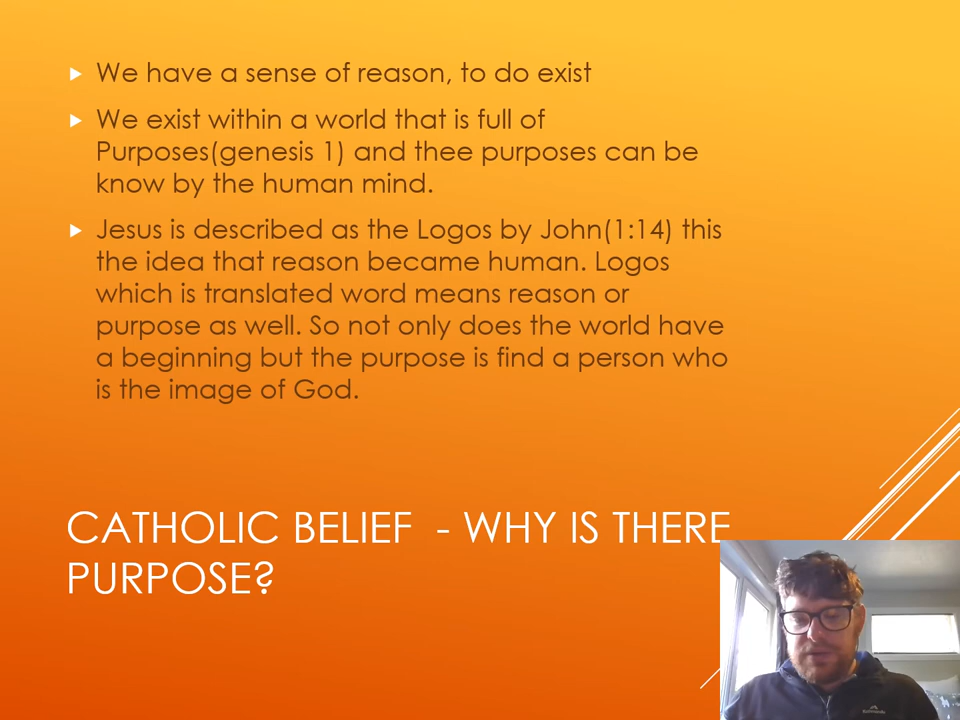 We have a sense of reason, to do exist
We exist within a world that is full of
Purposes(genesis 1) and thee purposes can be
know by the human mind.
Jesus is described as the Logos by John(1:14) this
the idea that reason became human. Logos
which is translated word means reason or
purpose as well. So not only does the world have
a beginning but the purpose is find a person who
is the image of God.
CATHOLIC BELIEF - WHY IS THERE
PURPOSE?